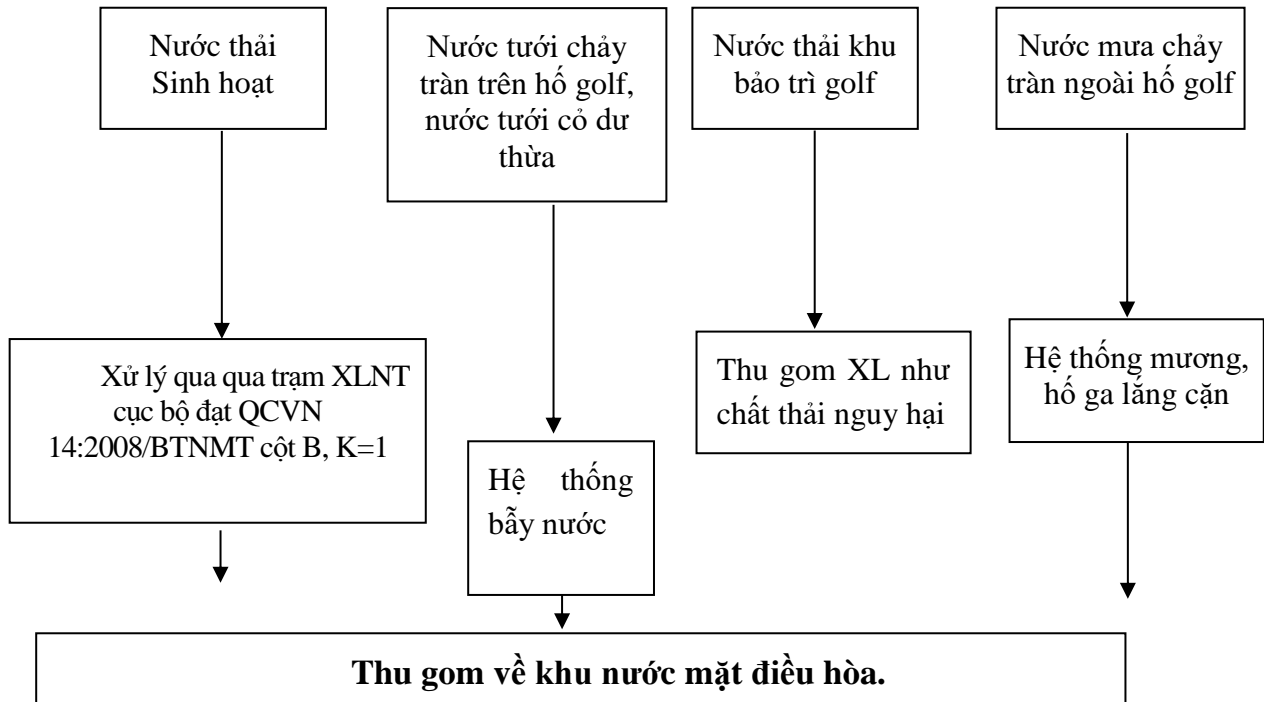 Nước thải
Sinh hoạt
Nước tưới chảy
tràn trên hố golf,
nước tưới cỏ dư
thừa
Nước thải khu
bảo trì golf
Nước mưa chảy
tràn ngoài hố golf
Xử lý qua qua trạm XLNT
cục bộ đạt QCVN
14:2008/BTNMT cột B, K=1
Hệ thống
bẫy nước
Thu gom XL như
chất thải nguy hại
Hệ thống mương,
hố ga lắng cặn
Thu gom về khu nước mặt điều hòa.